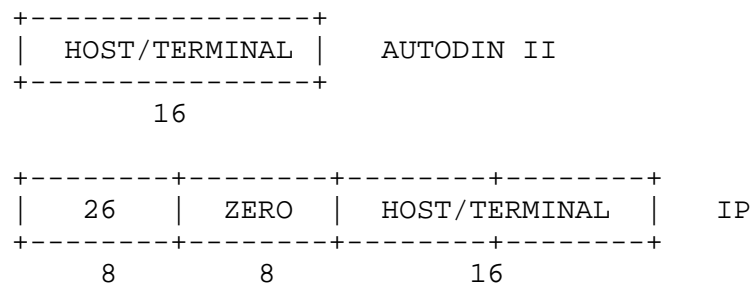 +----------------+
|  HOST/TERMINAL |   AUTODIN II
+----------------+
        16
+--------+--------+--------+--------+
|   26   |  ZERO  |  HOST/TERMINAL  |   IP
+--------+--------+--------+--------+
    8        8            16